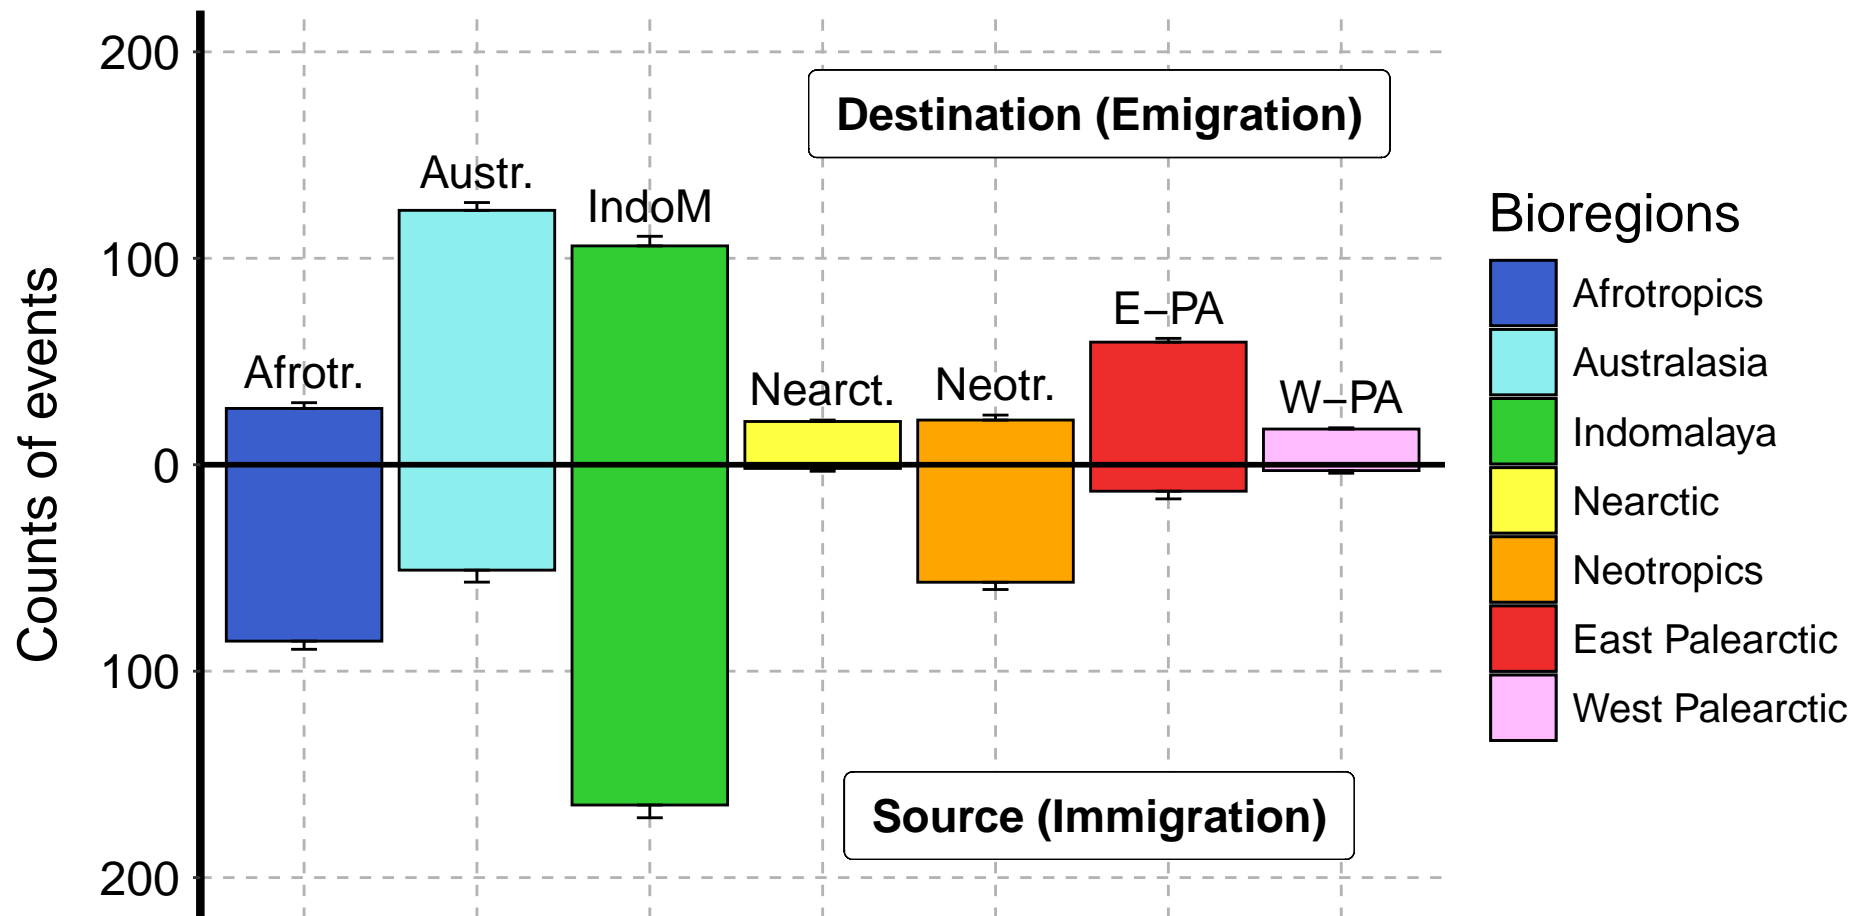 200
Destination (Emigration)
Austr.
IndoM
Bioregions
100
E−PA
Afrotropics
Afrotr.
Nearct.
Neotr.
W−PA
Australasia
Indomalaya
0
Nearctic
Counts of events
Neotropics
East Palearctic
100
West Palearctic
Source (Immigration)
200